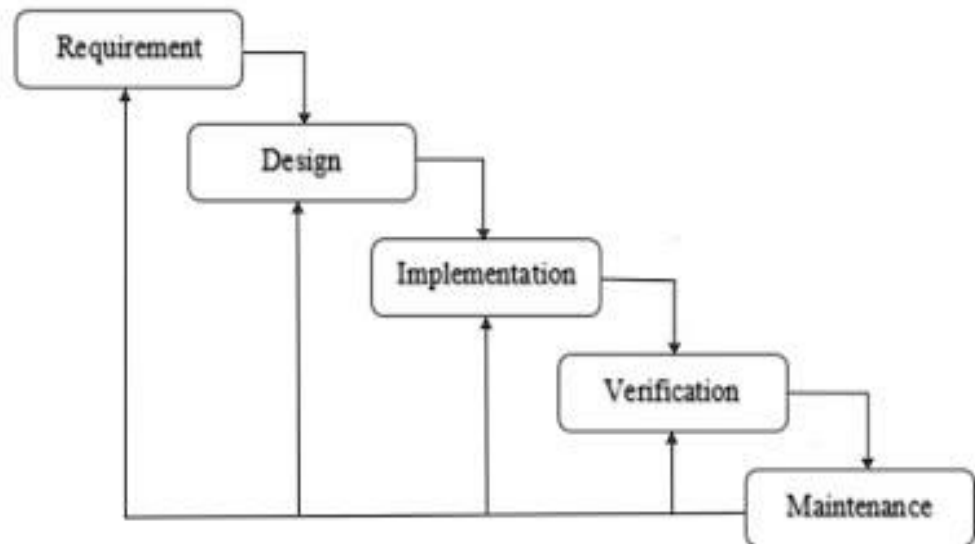 Requirement
Design
Implementation
Verification
Maintenance